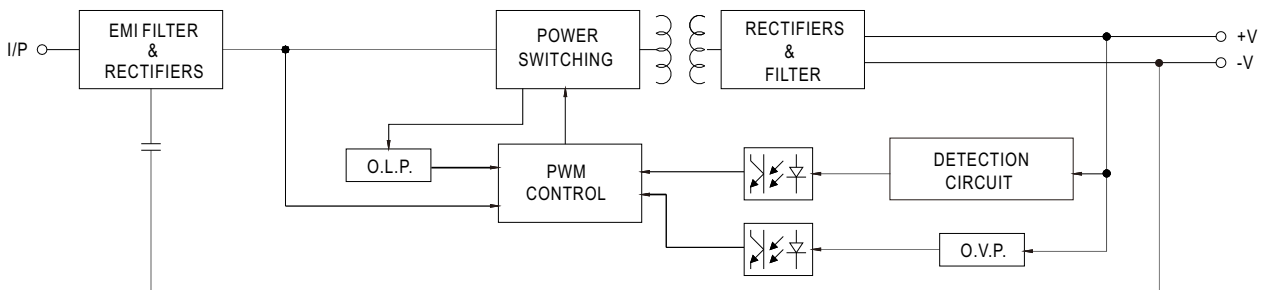 I/P
EMI FILTER
&
RECTIFIERS
POWER
SWITCHING
RECTIFIERS
&
FILTER
+V
-V
O.L.P.
PWM
CONTROL
DETECTION
CIRCUIT
O.V.P.